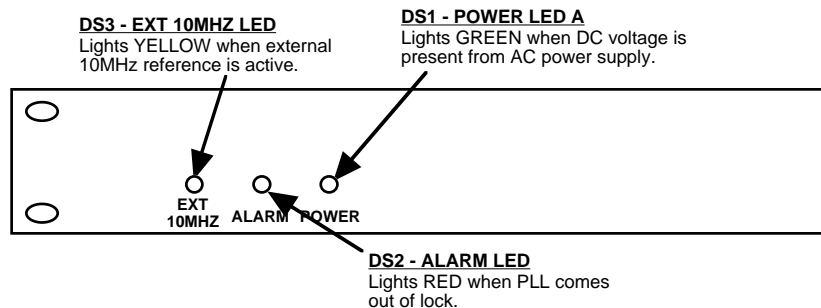 DS3 - EXT 10MHZ LED
Lights YELLOW when external
10MHz reference is active.
DS1 - POWER LED A
Lights GREEN when DC voltage is
present from AC power supply.
EXT
10MHZ
ALARM
POWER
DS2 - ALARM LED
Lights RED when PLL comes
out of lock.